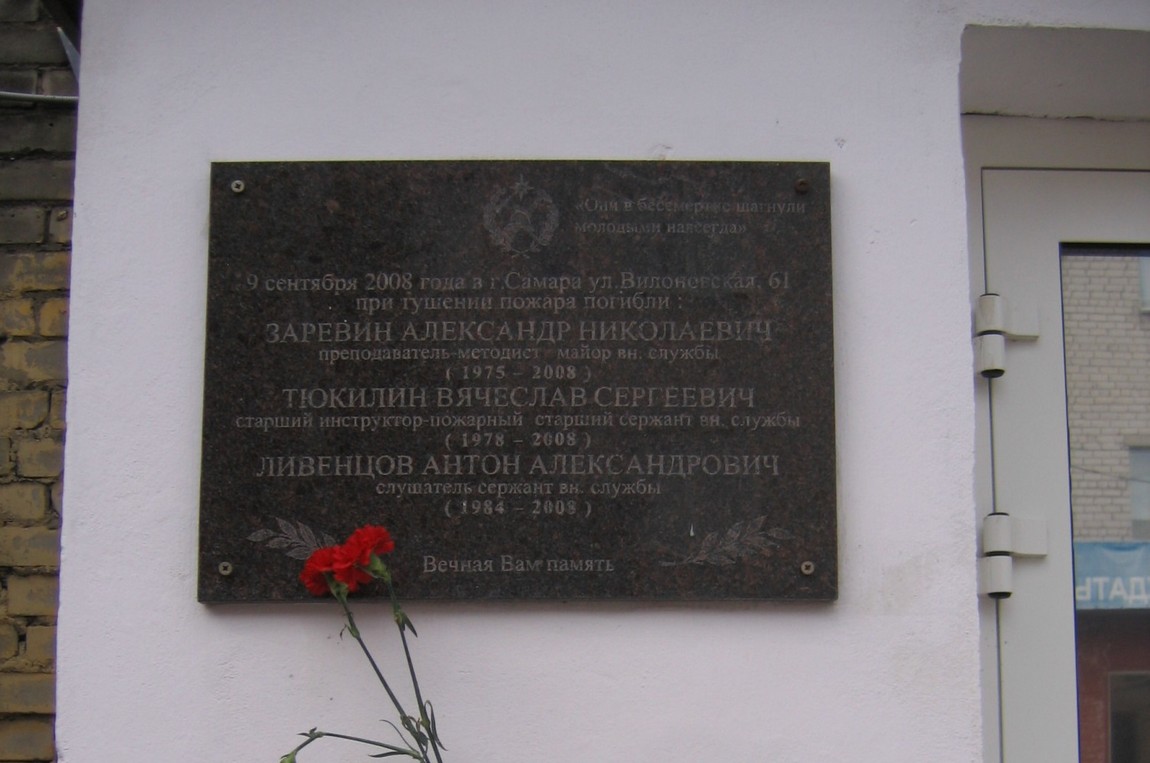 «Они в бессмертие шагнули
молодыми навсегда»
9 сентября 2008 года в г.Самара ул.Вилоновская, 61
при тушении пожара погибли :
ЗАРЕВИН АЛЕКСАНДР НИКОЛАЕВИЧ
преподаватель-методист майор вн. службы
( 1975 – 2008 )
ТЮКИЛИН ВЯЧЕСЛАВ СЕРГЕЕВИЧ
старший инструктор-пожарный старший сержант вн. службы
( 1978 – 2008 )
ЛИВЕНЦОВ АНТОН АЛЕКСАНДРОВИЧ
слушатель сержант вн. службы
( 1984 – 2008 )
Вечная Вам память